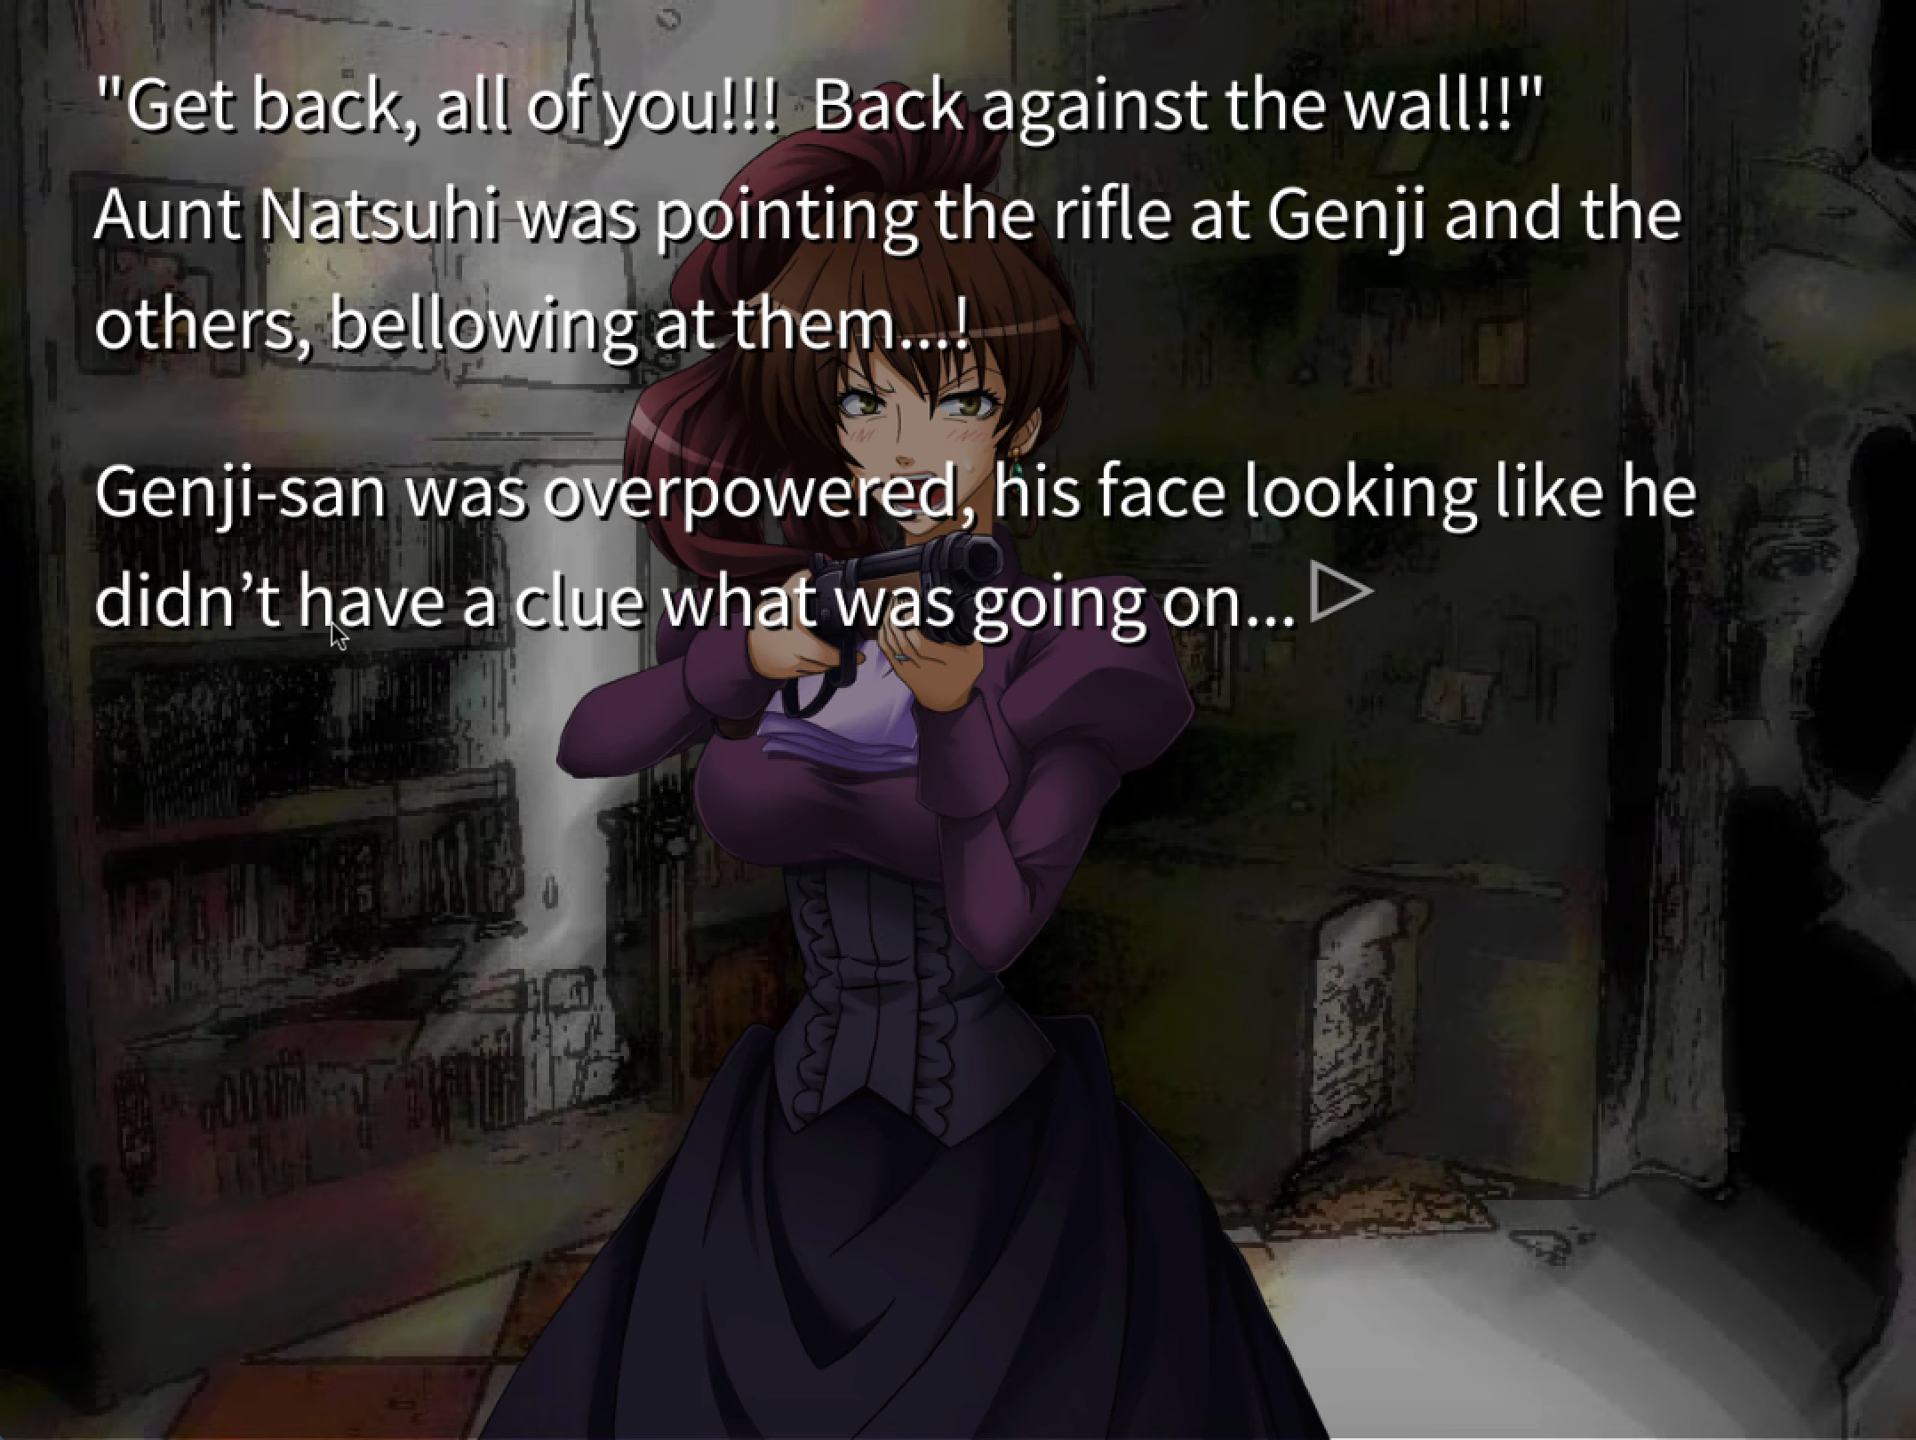 "Get back, all of you!!!  Back against the wall!!"
Aunt Natsuhi was pointing the rifle at Genji and the
others, bellowing at them...!
Genji-san was overpowered, his face looking like he
didn’t have a clue what was going on...